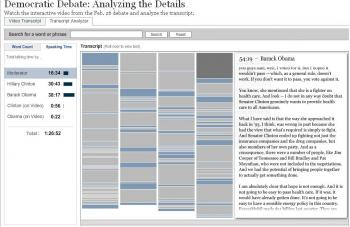 Democratic Debate: Analyzing the Details
Watch the interactive video from the Feb. 26 debate and analyze the transcript.
Video Transcript
Transcript Analyzer
Search for a word or phrase:
Search
Reset
Word Count
Speaking Time
Transcript (Roll over to view text)
Total talking time by...
Moderator 16:34
Hillary Clinton 30:43
Barack Obama 38:17
Clinton (on Video) 0:56
Obama (on Video) 0:22
Total: 1:26:52
54:19 - Barack Obama
wouldn't pass — which, as a general rule, doesn't
work. If you don't want it to pass, you vote against it.
You know, she mentioned that she is a fighter on
health care. And look — I do not in any way doubt that
Senator Clinton genuinely wants to provide health
care to all Americans.
What I have said is that the way she approached it
back in '93, I think, was wrong in part because she
had the view that what's required is simply to fight.
And Senator Clinton ended up fighting not just the
insurance companies and the drug companies, but
also members of her own party. And as a
consequence, there were a number of people, like Jim
Cooper of Tennessee and Bill Bradley and Pat
Moynihan, who were not included in the negotiations.
And we had the potential of bringing people together
to actually get something done.
I am absolutely clear that hope is not enough. And it is
not going to be easy to pass health care. If it was, it
would have already gotten done. It's not going to be
easy to have a sensible energy policy in this country.